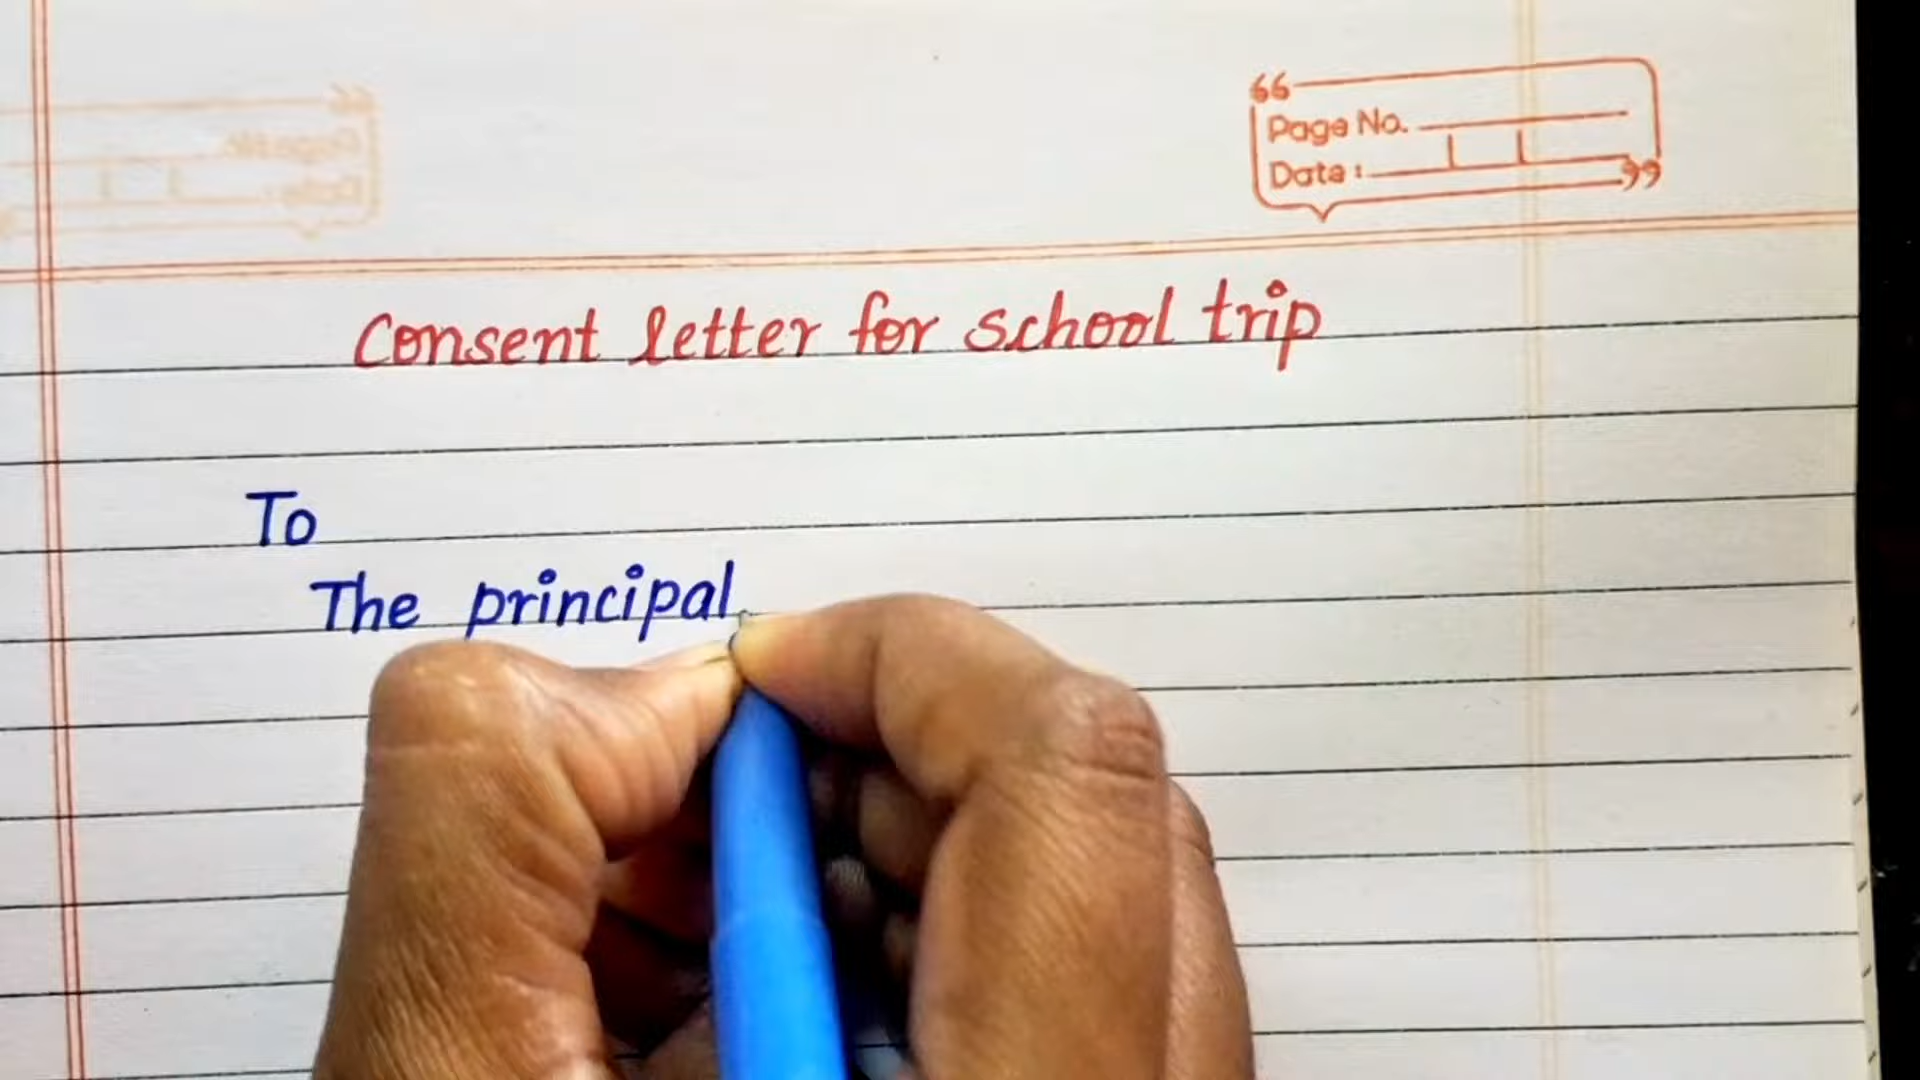 Page No.
Date :
Consent letter for school trip
To
The principal